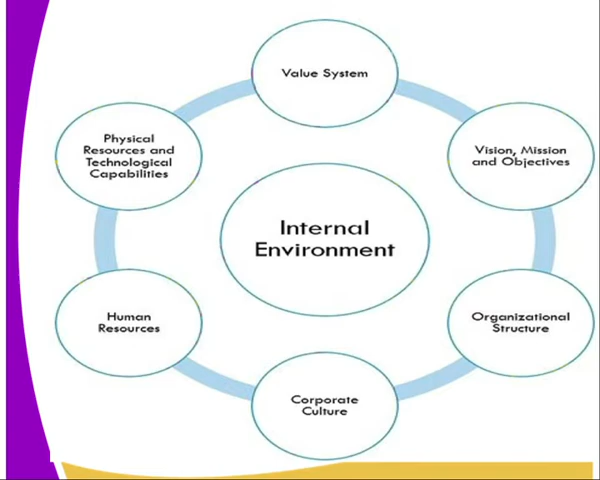 Value System
Vision, Mission
and Objectives
Organizational
Structure
Corporate
Culture
Human
Resources
Physical
Resources and
Technological
Capabilities
Internal
Environment